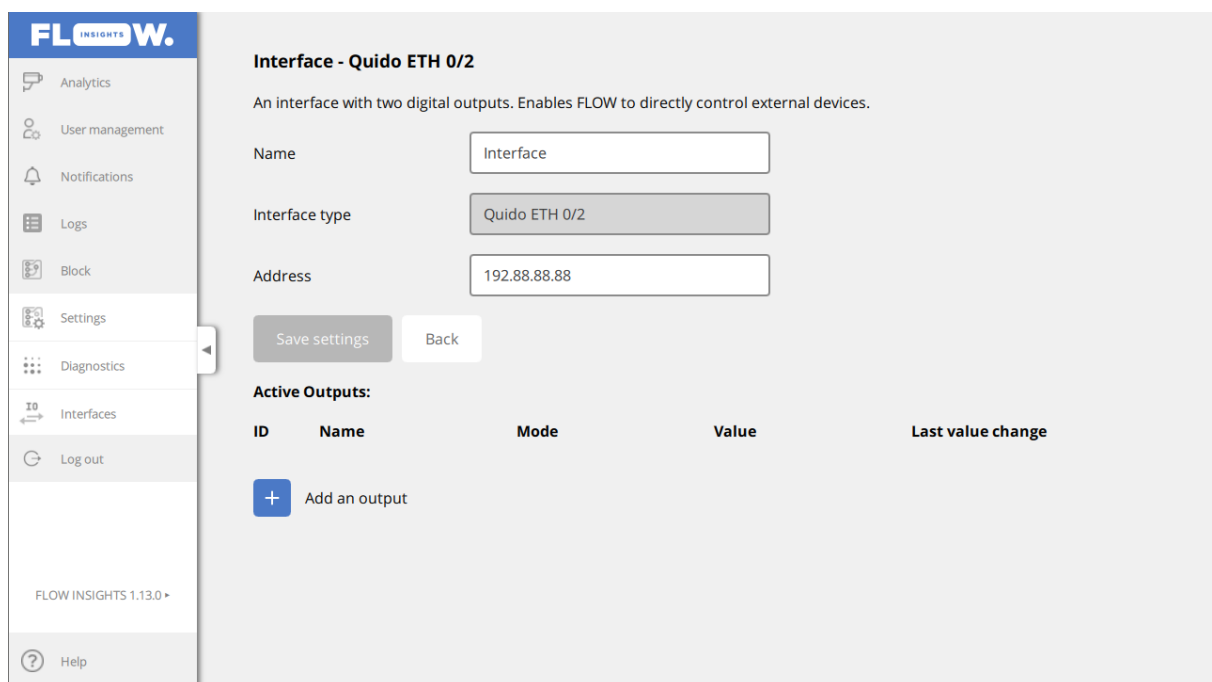 FLOW. INSIGHTS
Analytics
User management
Notifications
Logs
Block
Settings
Diagnostics
IO
Interfaces
Log out
FLOW INSIGHTS 1.13.0 ▸
? Help
Interface - Quido ETH 0/2
An interface with two digital outputs. Enables FLOW to directly control external devices.
Name Interface
Interface type Quido ETH 0/2
Address 192.88.88.88
Save settings Back
Active Outputs:
ID Name Mode Value Last value change
+ Add an output